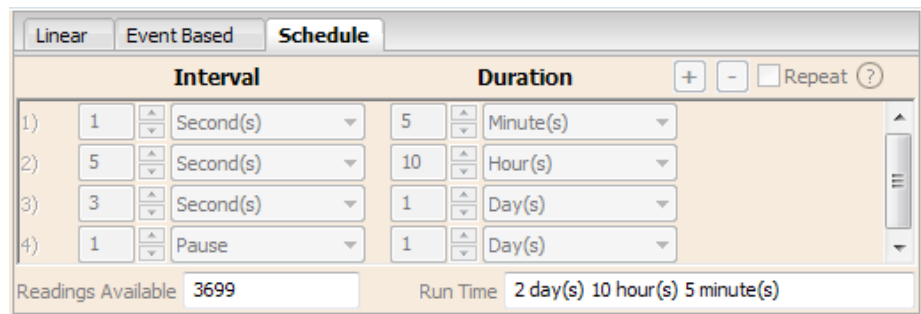 Linear Event Based Schedule
Interval Duration + - Repeat ?
1) 1 Second(s) 5 Minute(s)
2) 5 Second(s) 10 Hour(s)
3) 3 Second(s) 1 Day(s)
4) 1 Pause 1 Day(s)
Readings Available 3699 Run Time 2 day(s) 10 hour(s) 5 minute(s)